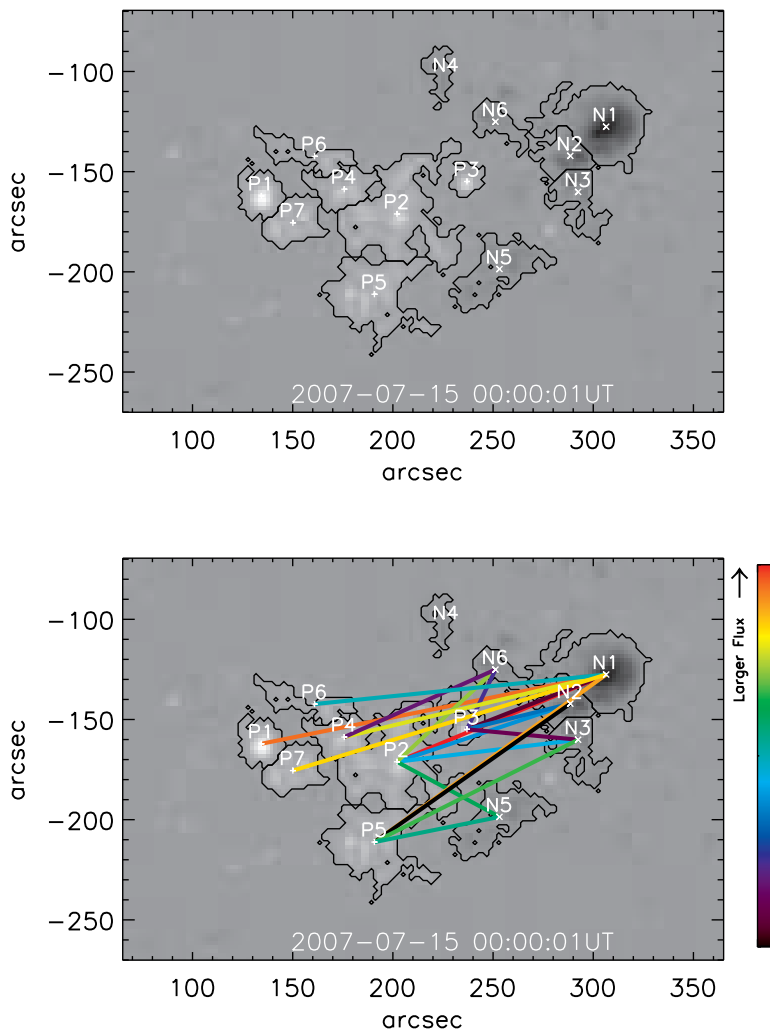 −100
−150
−200
−250
arcsec
N4
N6
N1
P6
N2
P4
P3
P1
N3
P2
P7
N5
P5
2007−07−15 00:00:01UT
100 150 200 250 300 350
arcsec
−100
−150
−200
−250
arcsec
N4
N6
N1
P6
N2
P4
P3
P1
N3
P2
P7
N5
P5
2007−07−15 00:00:01UT
100 150 200 250 300 350
arcsec
Larger Flux →